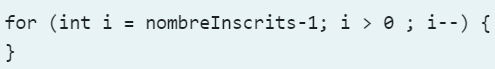 for (int i = nombreInscrits-1; i > 0 ; i--) {
}